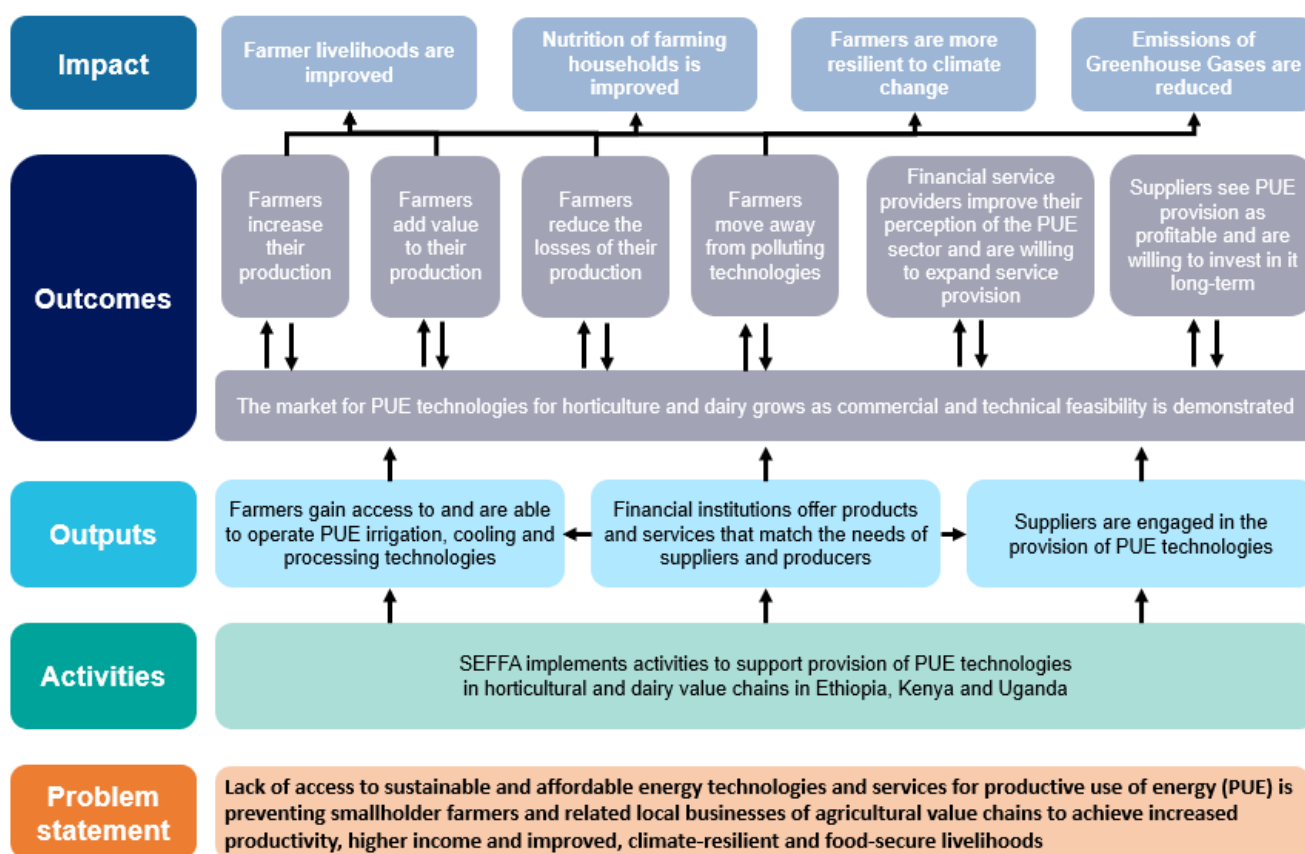 Impact
Farmer livelihoods are
improved
Nutrition of farming
households is
improved
Farmers are more
resilient to climate
change
Emissions of
Greenhouse Gases are
reduced
Outcomes
Farmers
increase
their
production
Farmers
add value
to their
production
Farmers
reduce the
losses of their
production
Farmers
move away
from polluting
technologies
Financial service
providers improve their
perception of the PUE
sector and are willing
to expand service
provision
Suppliers see PUE
provision as
profitable and are
willing to invest in it
long-term
The market for PUE technologies for horticulture and dairy grows as commercial and technical feasibility is demonstrated
Outputs
Farmers gain access to and are able
to operate PUE irrigation, cooling and
processing technologies
Financial institutions offer products
and services that match the needs of
suppliers and producers
Suppliers are engaged in the
provision of PUE technologies
Activities
SEFFA implements activities to support provision of PUE technologies
in horticultural and dairy value chains in Ethiopia, Kenya and Uganda
Problem
statement
Lack of access to sustainable and affordable energy technologies and services for productive use of energy (PUE) is
preventing smallholder farmers and related local businesses of agricultural value chains to achieve increased
productivity, higher income and improved, climate-resilient and food-secure livelihoods